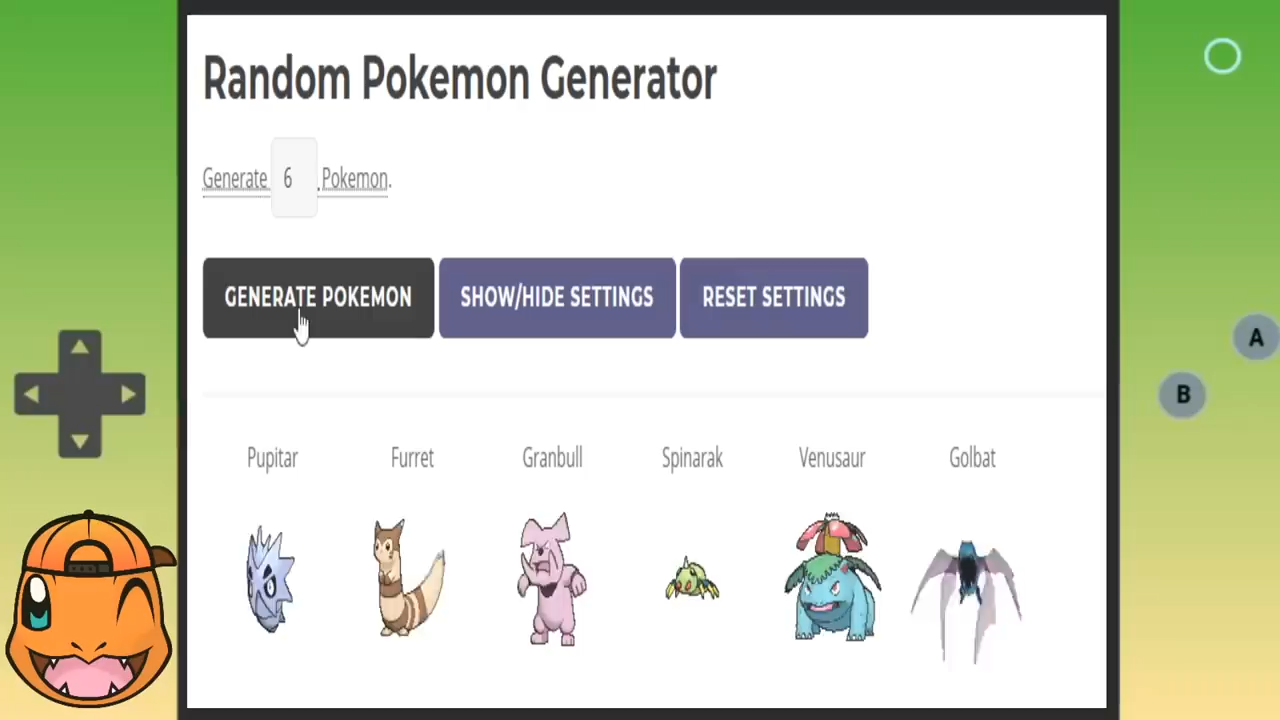 Random Pokemon Generator
Generate 6 Pokemon.
GENERATE POKEMON SHOW/HIDE SETTINGS RESET SETTINGS
A
B
Pupitar Furret Granbull Spinarak Venusaur Golbat